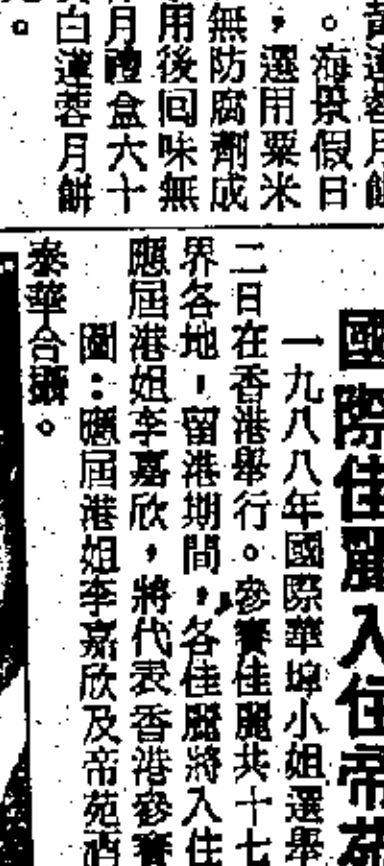 蓮蓉月餅
。海景假日
，選用粟米
無防腐劑成
用後回味無
月禮盒六十
白蓮蓉月餅
。
國際佳麗入住帝苑
一九八八年國際華埠小姐選舉
二日在香港舉行。參賽佳麗共十七
界各地，留港期間，各佳麗將入住
應屆港姐李嘉欣，將代表香港參賽
圖：應屆港姐李嘉欣及帝苑酒
泰華合攝。